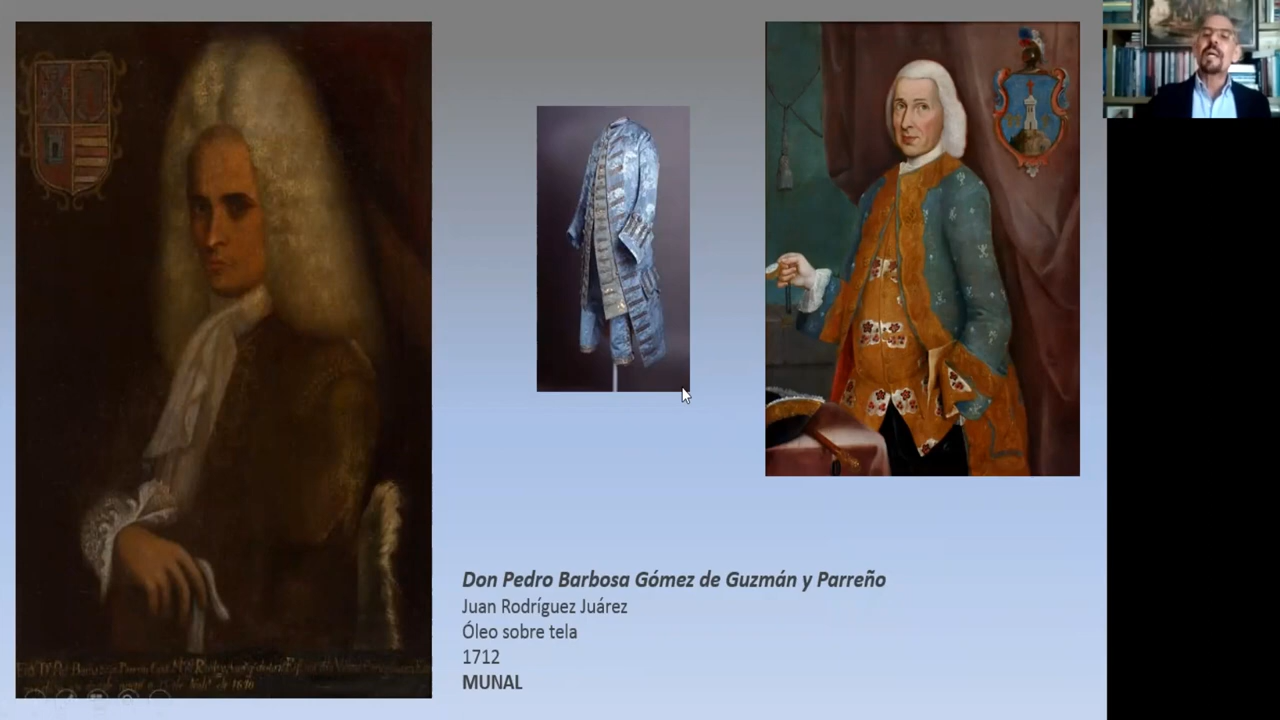 Don Pedro Barbosa Gómez de Guzmán y Parreño
Juan Rodríguez Juárez
Óleo sobre tela
1712
MUNAL